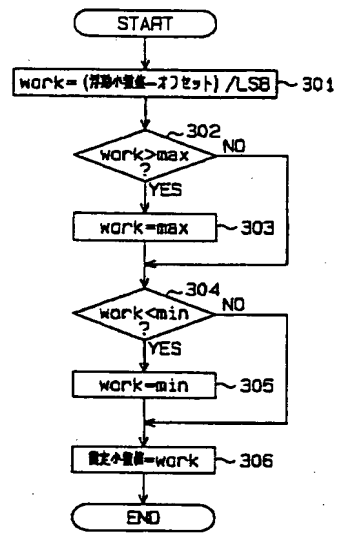 START
work=(浮動小数値-オフセット)/LSB
301
302
work>max
?
NO
YES
work=max
303
304
work<min
?
NO
YES
work=min
305
固定小数値=work
306
END